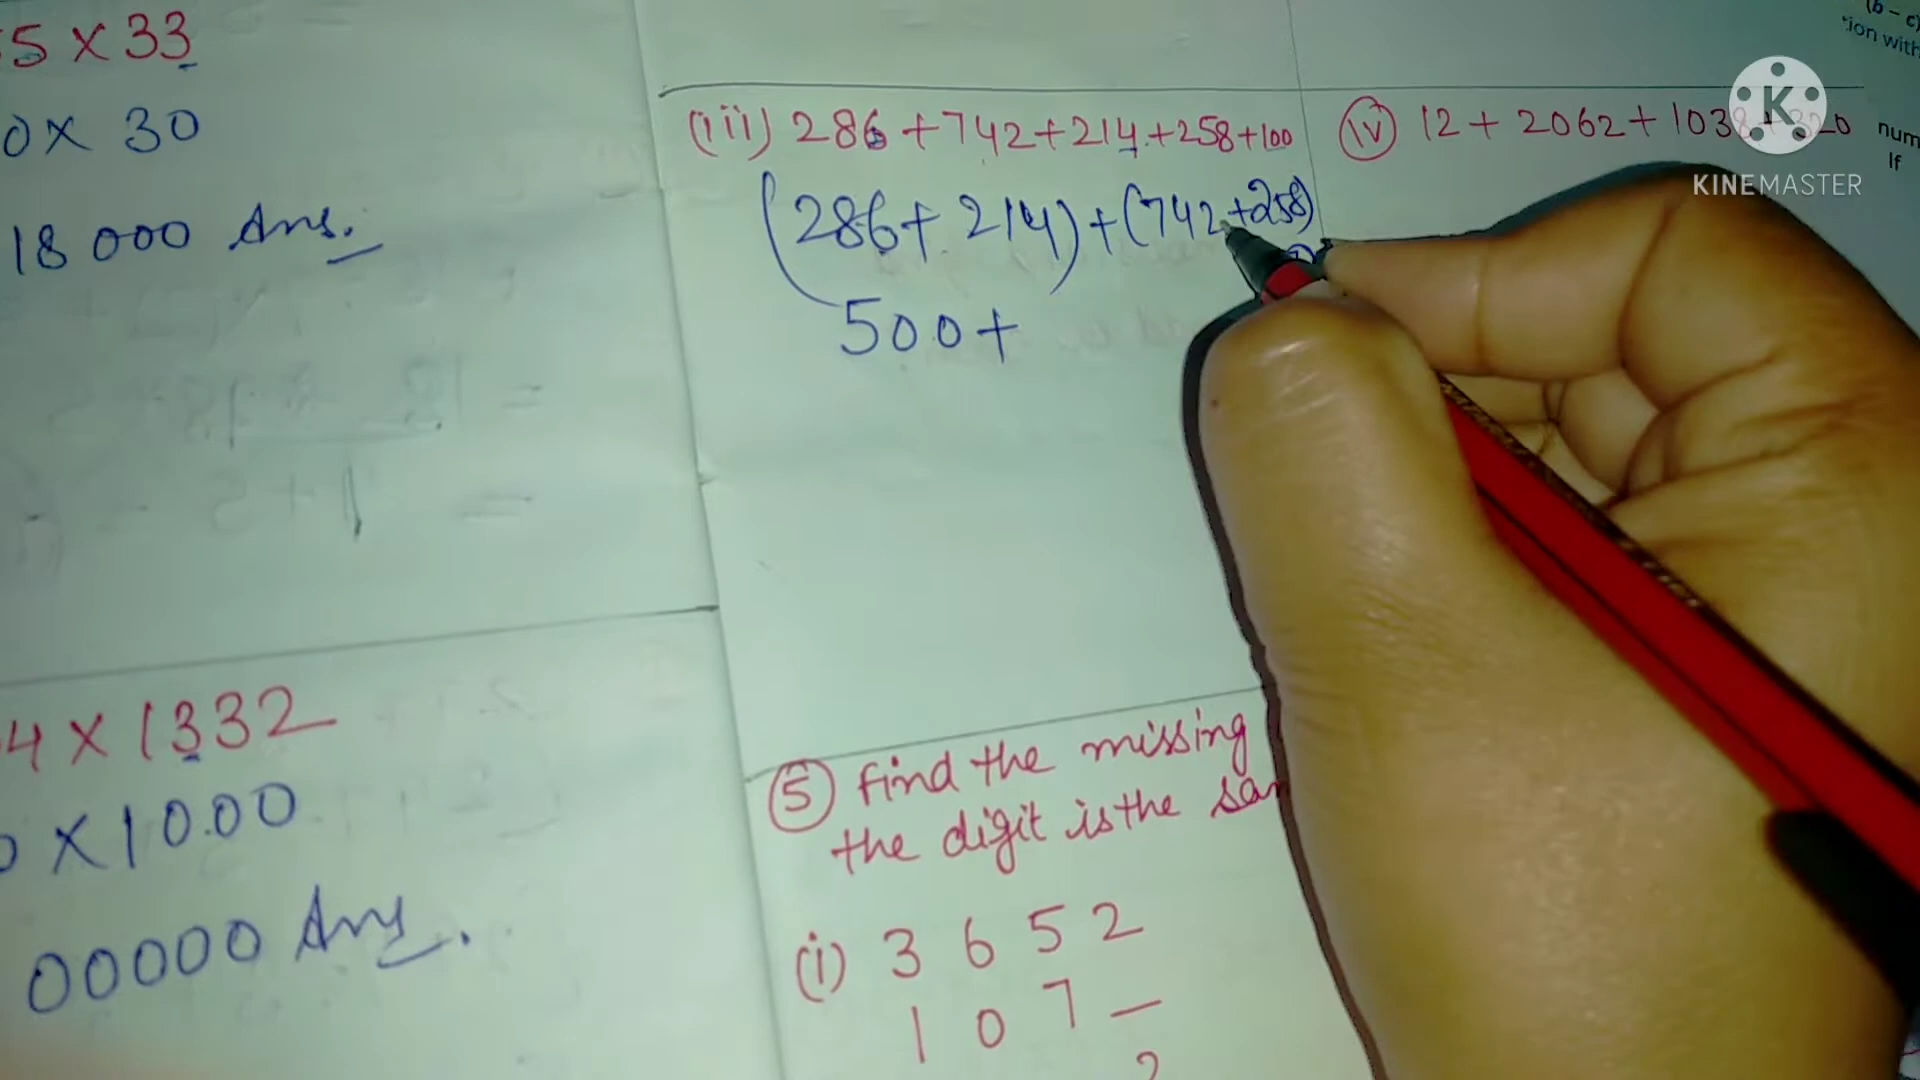 5 × 33
0 × 30
18 000 Ans.
4 × 1332
× 1000
00000 Ans.
(iii) 286 + 742 + 214 + 258 + 100
(286 + 214) + (742 + 258)
500 +
(iv) 12 + 2062 + 1038 + 320
(5) Find the missing
the digit is the
(i) 3 6 5 2
1 0 7 _
(b – c)
ion with
num
If
KINEMASTER